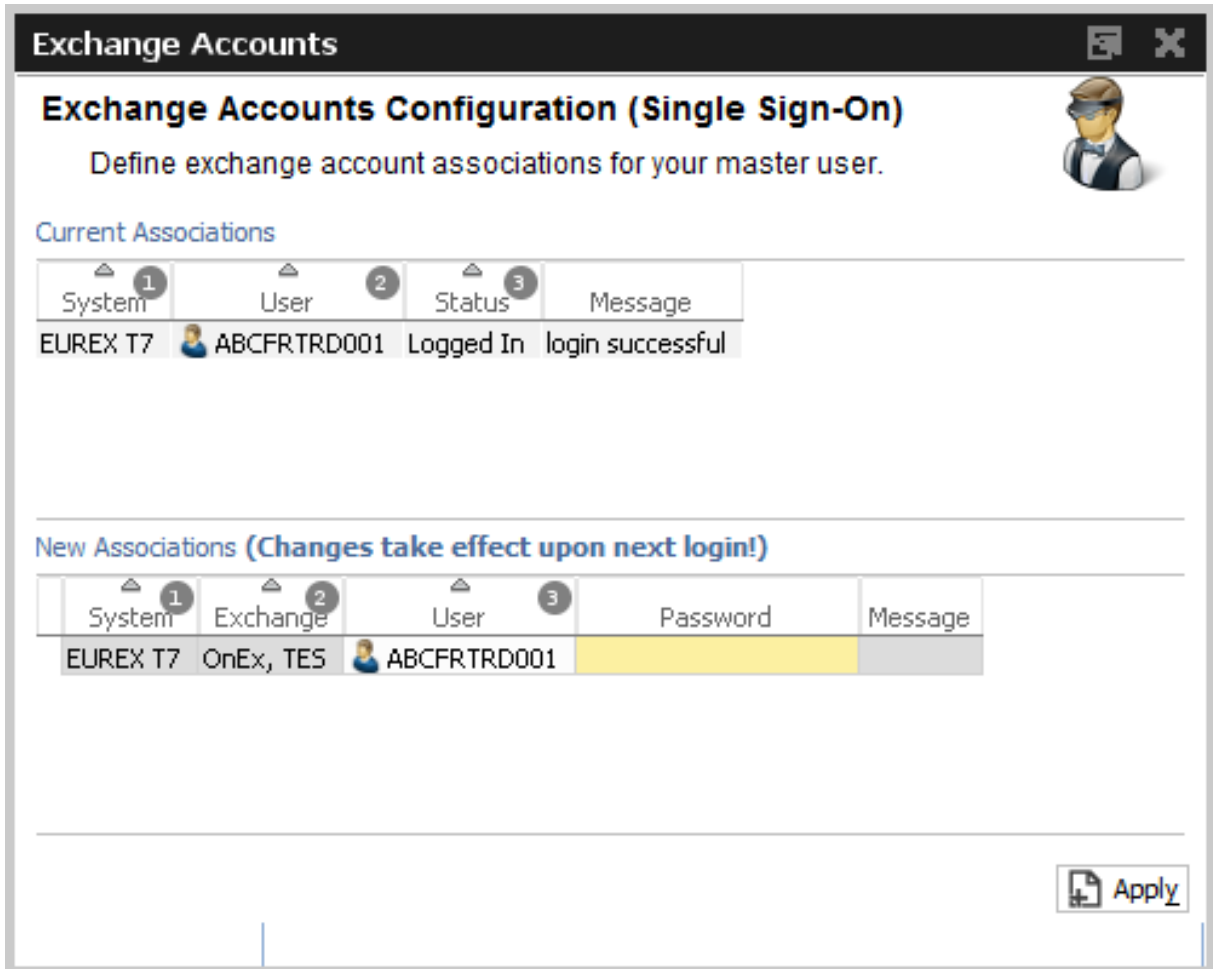 Exchange Accounts
Exchange Accounts Configuration (Single Sign-On)
Define exchange account associations for your master user.
Current Associations
System 1 User 2 Status 3 Message
EUREX T7 ABCFRTRD001 Logged In login successful
New Associations (Changes take effect upon next login!)
System 1 Exchange 2 User 3 Password Message
EUREX T7 OnEx, TES ABCFRTRD001
Apply